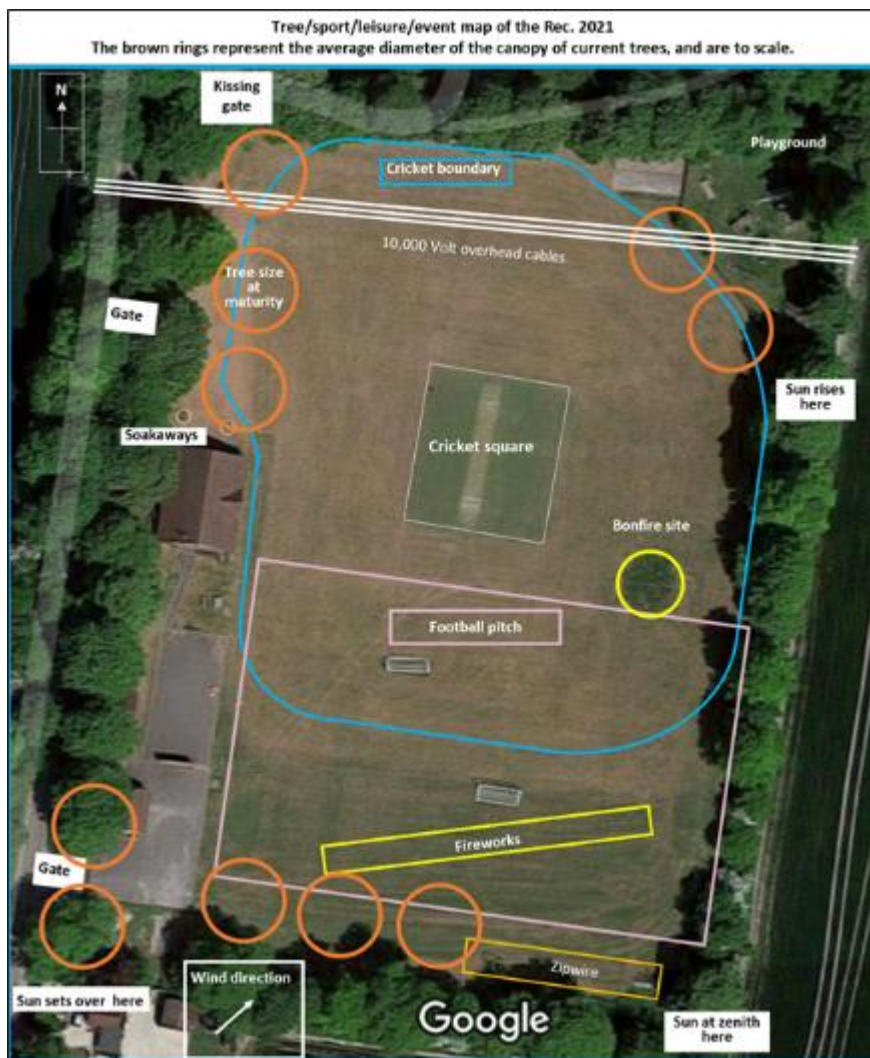 Tree/sport/leisure/event map of the Rec. 2021
The brown rings represent the average diameter of the canopy of current trees, and are to scale.
N
Kissing
gate
Playground
Cricket boundary
10,000 Volt overhead cables
Tree size
at
maturity
Gate
Sun rises
here
Soakaways
Cricket square
Bonfire site
Football pitch
Fireworks
Gate
Zipwire
Wind direction
Sun sets over here
Google
Sun at zenith
here